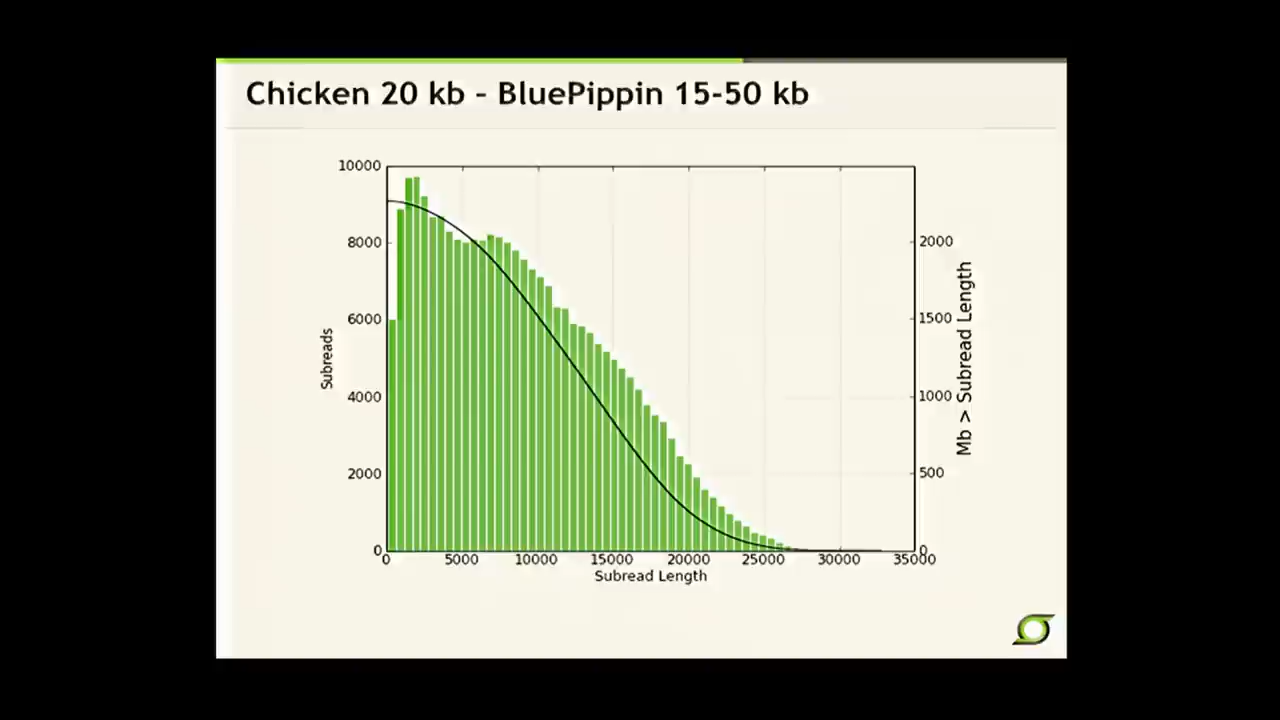 Chicken 20 kb - BluePippin 15-50 kb
10000
8000
6000
4000
2000
0
Subreads
2000
1500
1000
500
0
Mb > Subread Length
0 5000 10000 15000 20000 25000 30000 35000
Subread Length